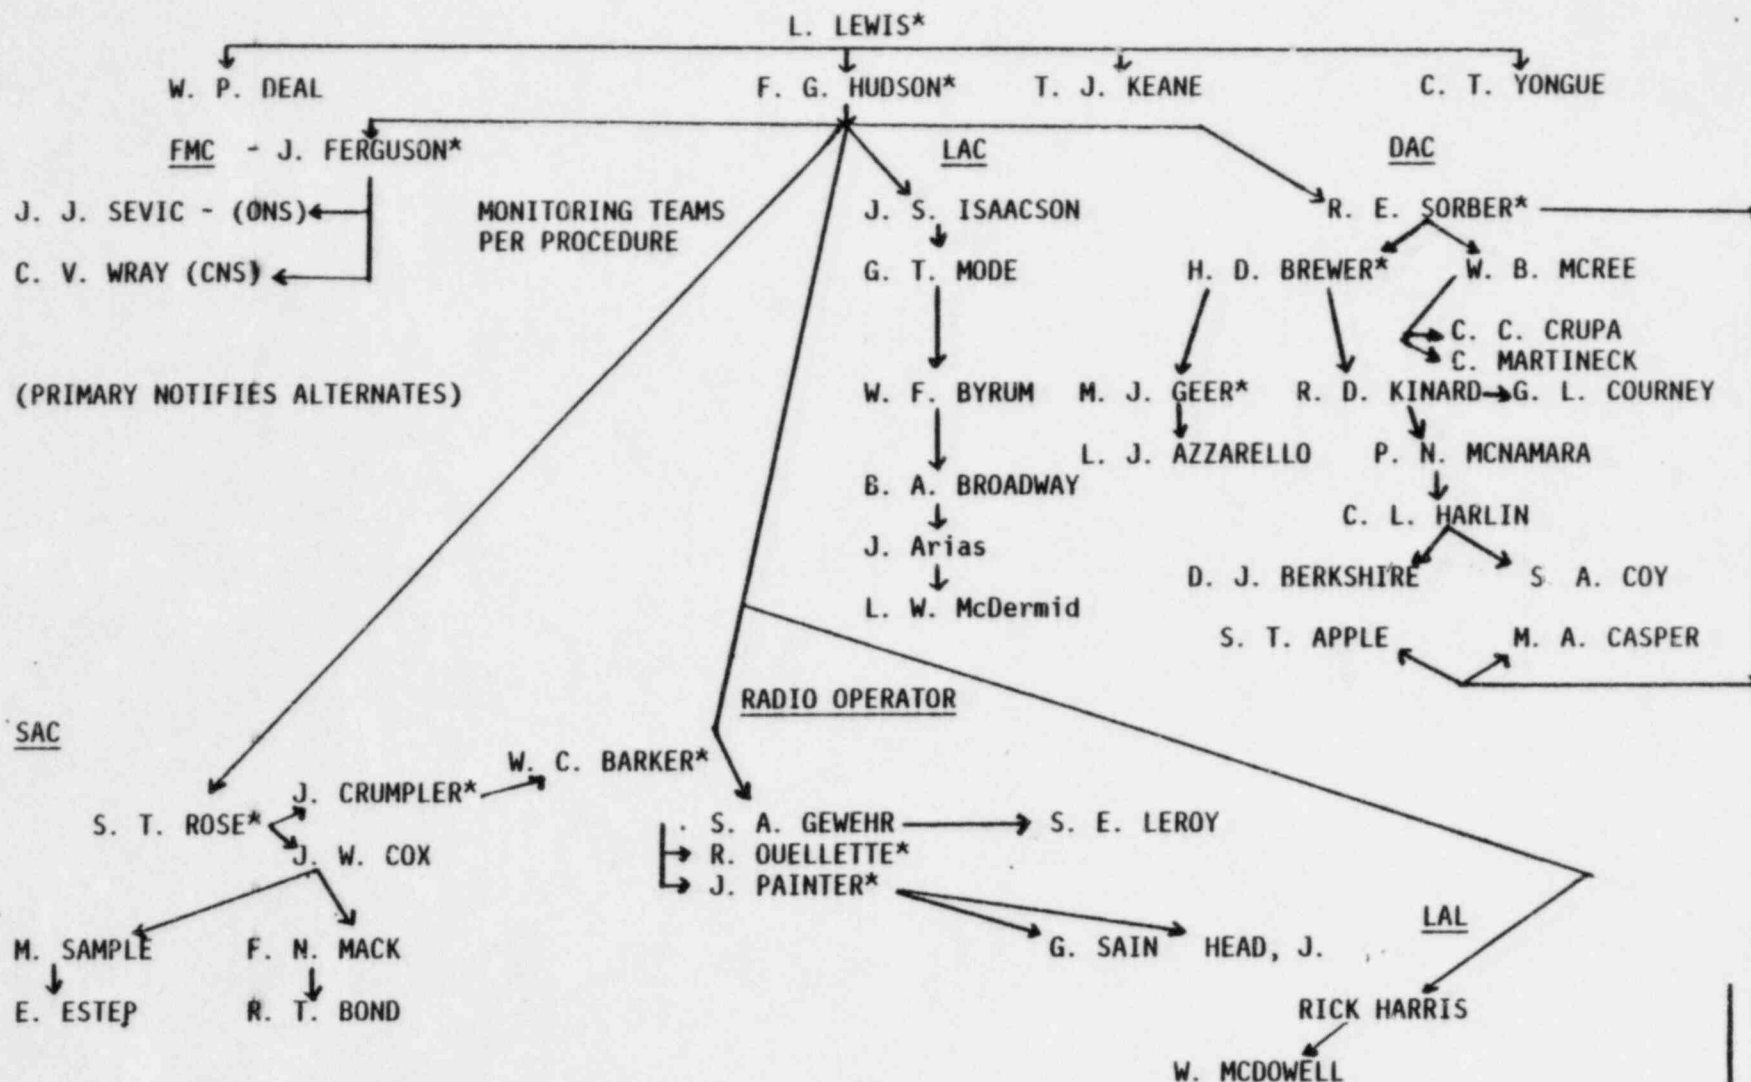 L. LEWIS*
W. P. DEAL F. G. HUDSON* T. J. KEANE C. T. YONGUE
FMC - J. FERGUSON* LAC DAC
J. J. SEVIC - (ONS) MONITORING TEAMS J. S. ISAACSON R. E. SORBER*
PER PROCEDURE
C. V. WRAY (CNS) G. T. MODE H. D. BREWER* W. B. MCREE
C. C. CRUPA
C. MARTINECK
(PRIMARY NOTIFIES ALTERNATES) W. F. BYRUM M. J. GEER* R. D. KINARD G. L. COURNEY
L. J. AZZARELLO P. N. MCNAMARA
B. A. BROADWAY
C. L. HARLIN
J. Arias
D. J. BERKSHIRE S A. COY
L. W. McDermid
S. T. APPLE M. A. CASPER
RADIO OPERATOR
SAC
W. C. BARKER*
J. CRUMPLER*
S. T. ROSE* S. A. GEWEHR S. E. LEROY
J. W. COX R. OUELLETTE*
J. PAINTER*
LAL
M. SAMPLE F. N. MACK G. SAIN HEAD, J.
E. ESTEP R. T. BOND RICK HARRIS
W. MCDOWELL